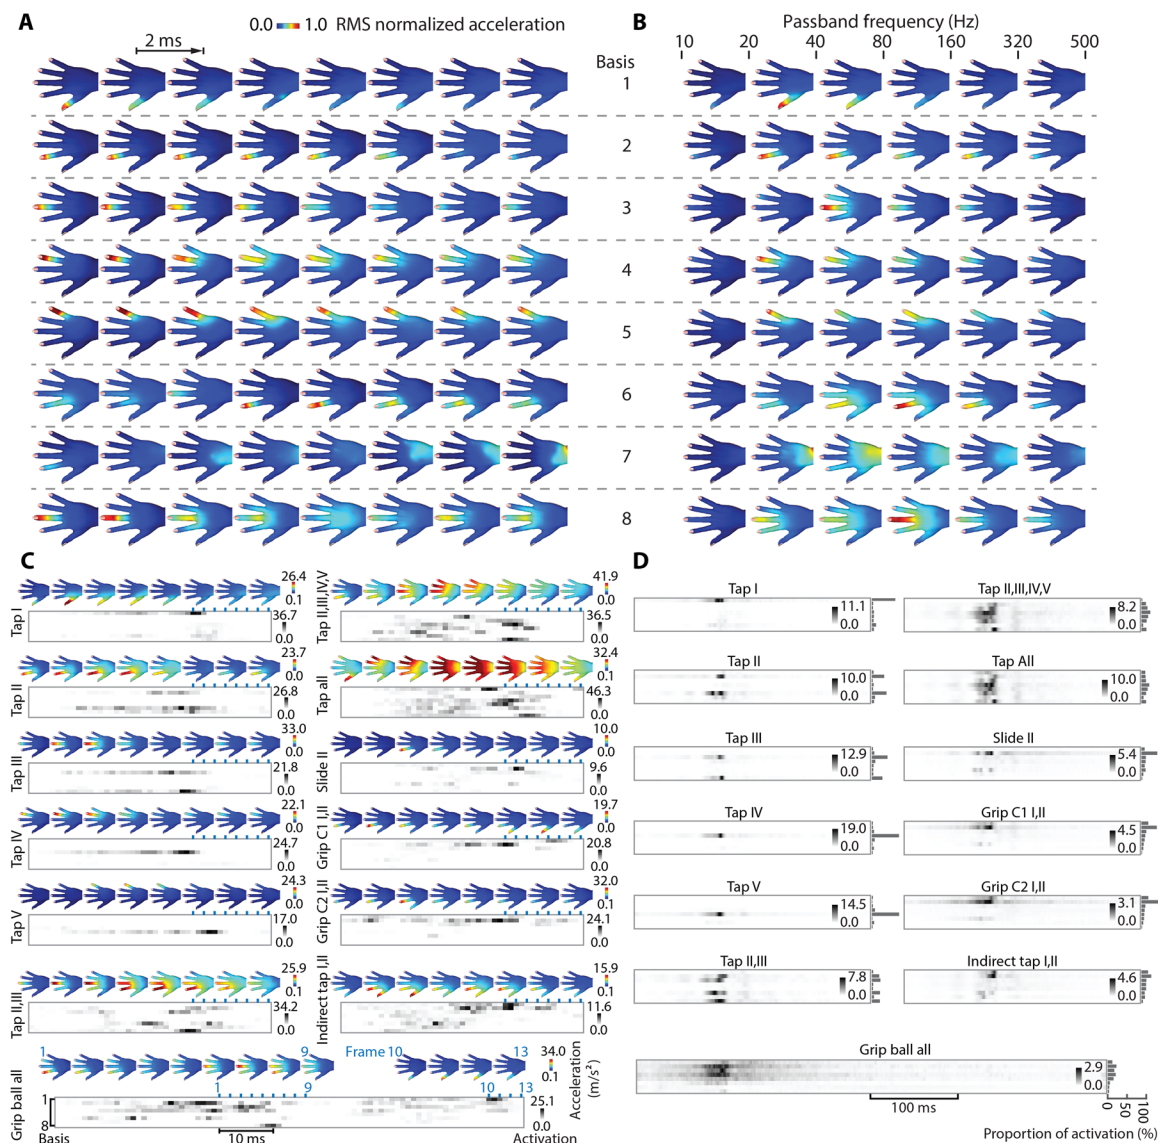 A
0.0 1.0 RMS normalized acceleration
2 ms
B
Passband frequency (Hz)
10 20 40 80 160 320 500
Basis
1
2
3
4
5
6
7
8
C
Tap I
26.4
0.1
36.7
0.0
Tap II
23.7
0.0
26.8
0.0
Tap III
33.0
0.0
21.8
0.0
Tap IV
22.1
0.0
24.7
0.0
Tap V
24.3
0.0
17.0
0.0
Tap II,III
25.9
0.1
34.2
0.0
Tap II,III,IV,V
41.9
0.0
36.5
0.0
Tap all
32.4
0.1
46.3
0.0
Slide II
10.0
0.0
9.6
0.0
Grip C1 I,II
19.7
0.0
20.8
0.0
Grip C2 I,II
32.0
0.1
24.1
0.0
Indirect tap I,II
15.9
0.1
11.6
0.0
Grip ball all
1 9 Frame 10 13
34.0
0.1
Acceleration
(m/s²)
1 9 10 13
1
8
25.1
0.0
Basis 10 ms Activation
D
Tap I
11.1
0.0
Tap II
10.0
0.0
Tap III
12.9
0.0
Tap IV
19.0
0.0
Tap V
14.5
0.0
Tap II,III
7.8
0.0
Tap II,III,IV,V
8.2
0.0
Tap All
10.0
0.0
Slide II
5.4
0.0
Grip C1 I,II
4.5
0.0
Grip C2 I,II
3.1
0.0
Indirect tap I,II
4.6
0.0
Grip ball all
2.9
0.0
100 ms
0 50 100
Proportion of activation (%)